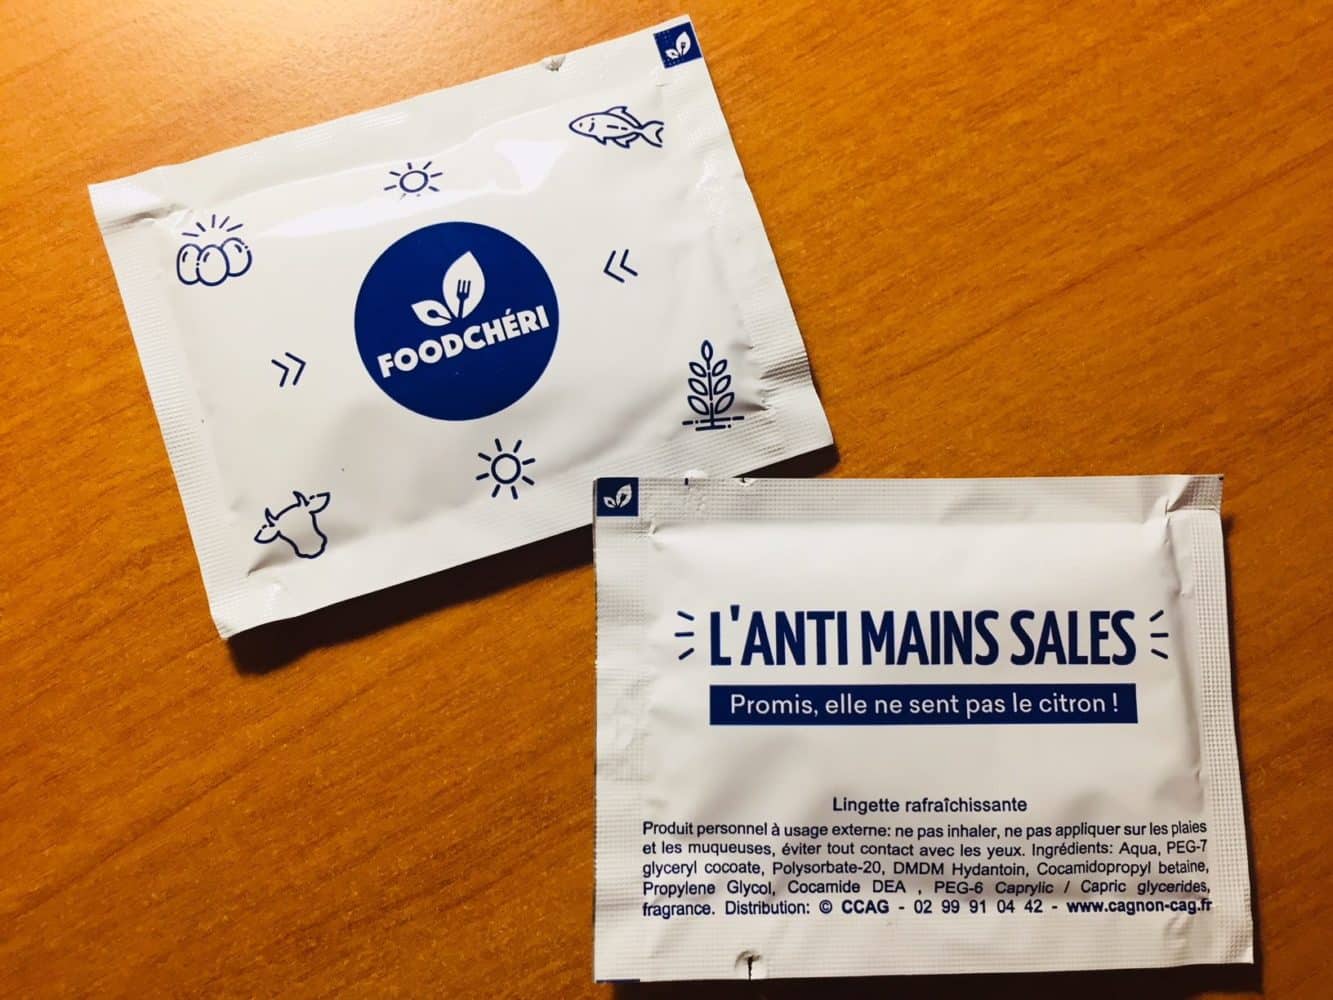 FOODCHÉRI
L'ANTI MAINS SALES
Promis, elle ne sent pas le citron !
Lingette rafraîchissante
Produit personnel à usage externe: ne pas inhaler, ne pas appliquer sur les plaies
et les muqueuses, éviter tout contact avec les yeux. Ingrédients: Aqua, PEG-7
glyceryl cocoate, Polysorbate-20, DMDM Hydantoin, Cocamidopropyl betaine,
Propylene Glycol, Cocamide DEA , PEG-6 Caprylic / Capric glycerides,
fragrance. Distribution: © CCAG - 02 99 91 04 42 - www.cagnon-cag.fr